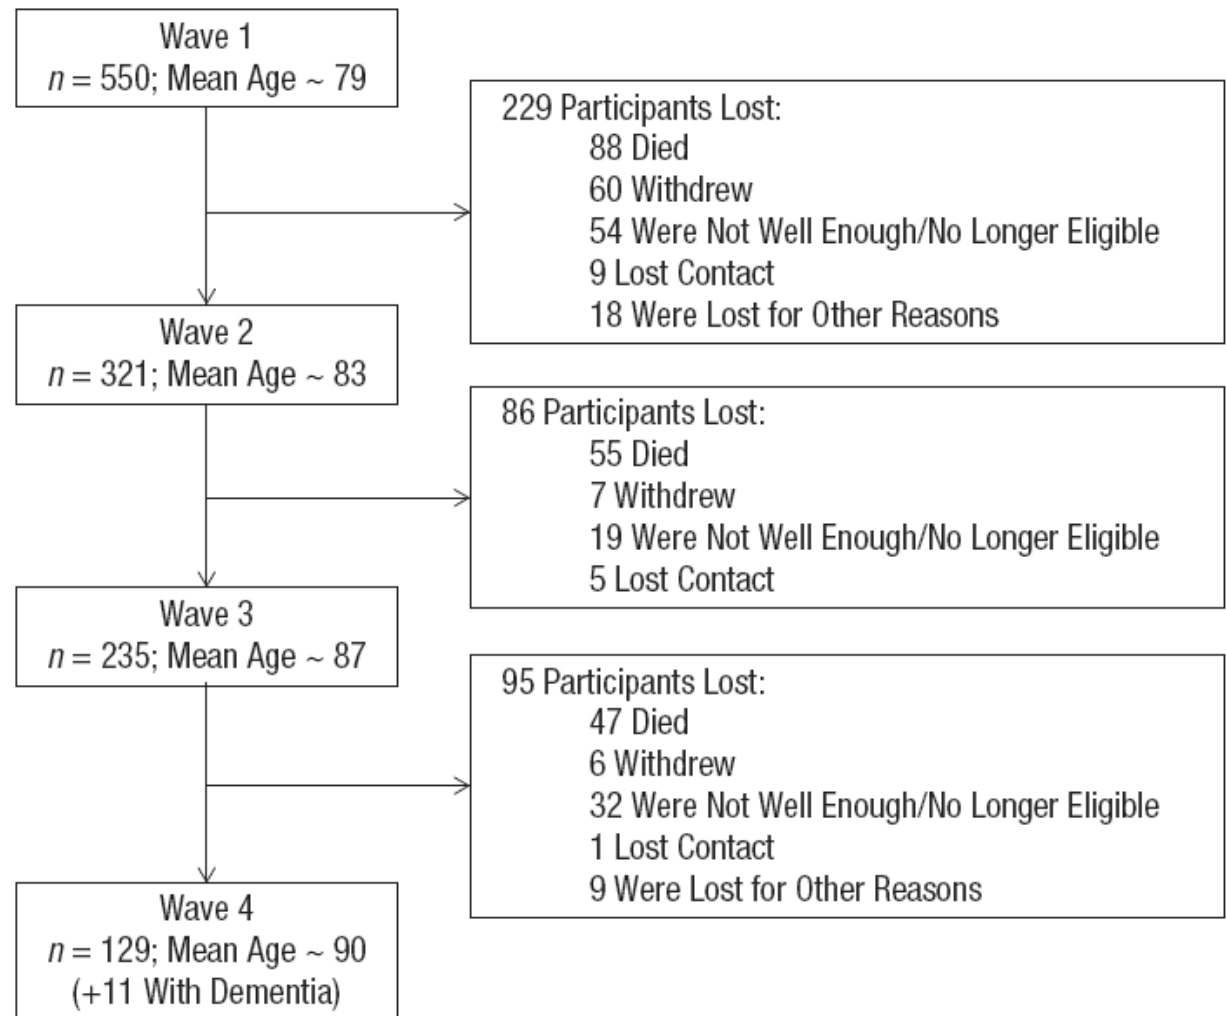 Wave 1
n = 550; Mean Age ~ 79
229 Participants Lost:
88 Died
60 Withdrew
54 Were Not Well Enough/No Longer Eligible
9 Lost Contact
18 Were Lost for Other Reasons
Wave 2
n = 321; Mean Age ~ 83
86 Participants Lost:
55 Died
7 Withdrew
19 Were Not Well Enough/No Longer Eligible
5 Lost Contact
Wave 3
n = 235; Mean Age ~ 87
95 Participants Lost:
47 Died
6 Withdrew
32 Were Not Well Enough/No Longer Eligible
1 Lost Contact
9 Were Lost for Other Reasons
Wave 4
n = 129; Mean Age ~ 90
(+11 With Dementia)